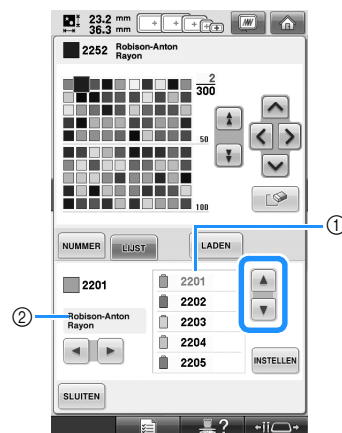 23.2 mm
36.3 mm
2252 Robison-Anton
Rayon
2
300
50
100
NUMMER LIJST LADEN
2201
Robison-Anton
Rayon
2201
2202
2203
2204
2205
INSTELLEN
SLUITEN
①
②